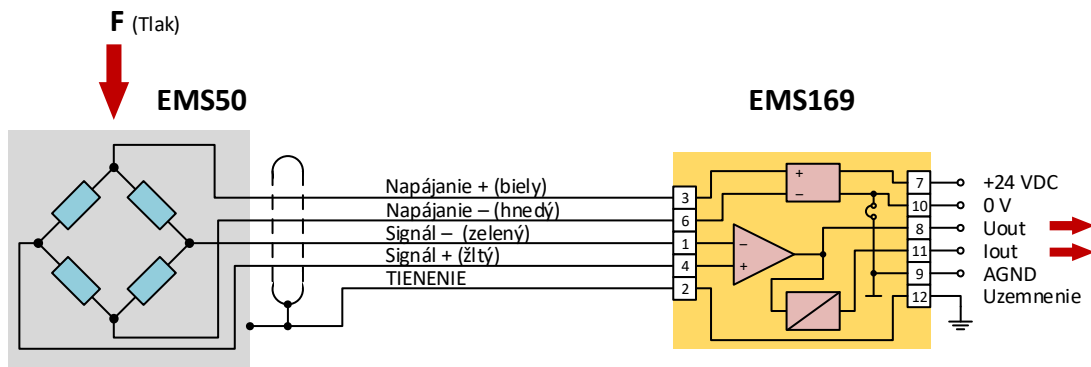 F (Tlak)
EMS50
EMS169
Napájanie + (biely)
Napájanie – (hnedý)
Signál – (zelený)
Signál + (žltý)
TIENENIE
3
6
1
4
2
+
–
–
+
7
10
8
11
9
12
+24 VDC
0 V
Uout
Iout
AGND
Uzemnenie